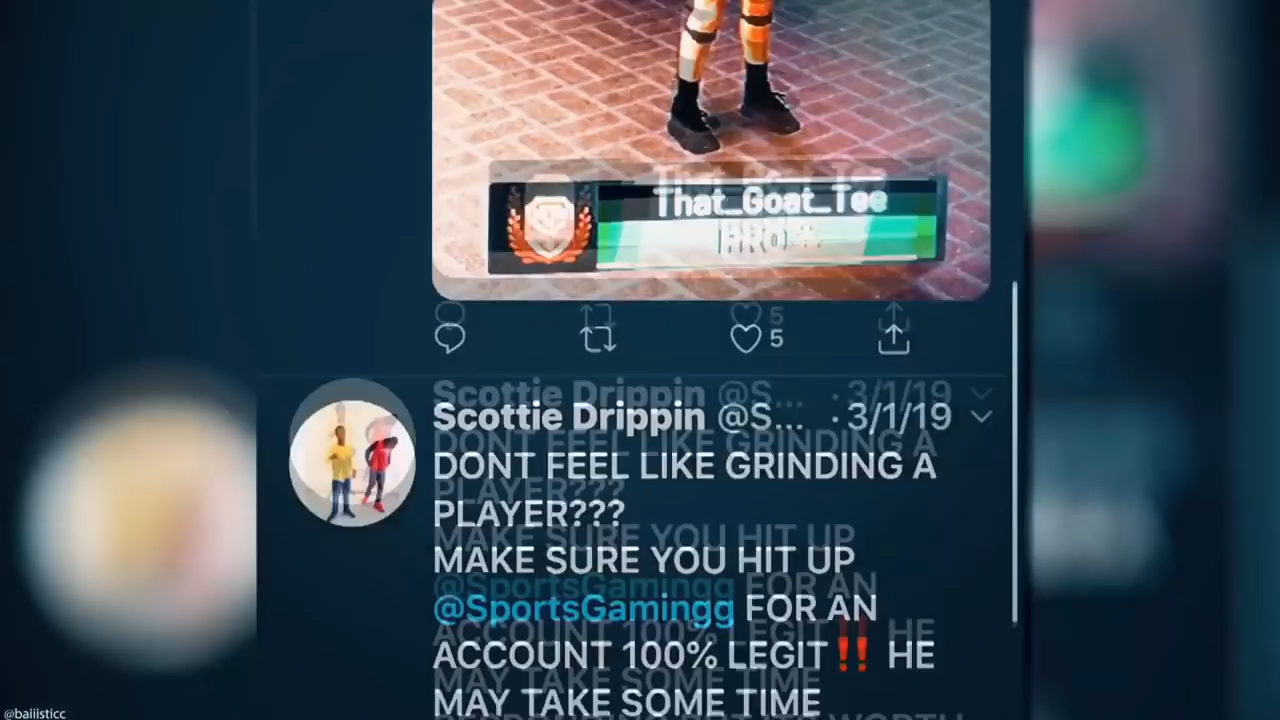 That_Goat_Tee
5
Scottie Drippin @S... · 3/1/19
DONT FEEL LIKE GRINDING A
PLAYER???
MAKE SURE YOU HIT UP
@SportsGamingg FOR AN
ACCOUNT 100% LEGIT‼️ HE
MAY TAKE SOME TIME
@baiiisticc